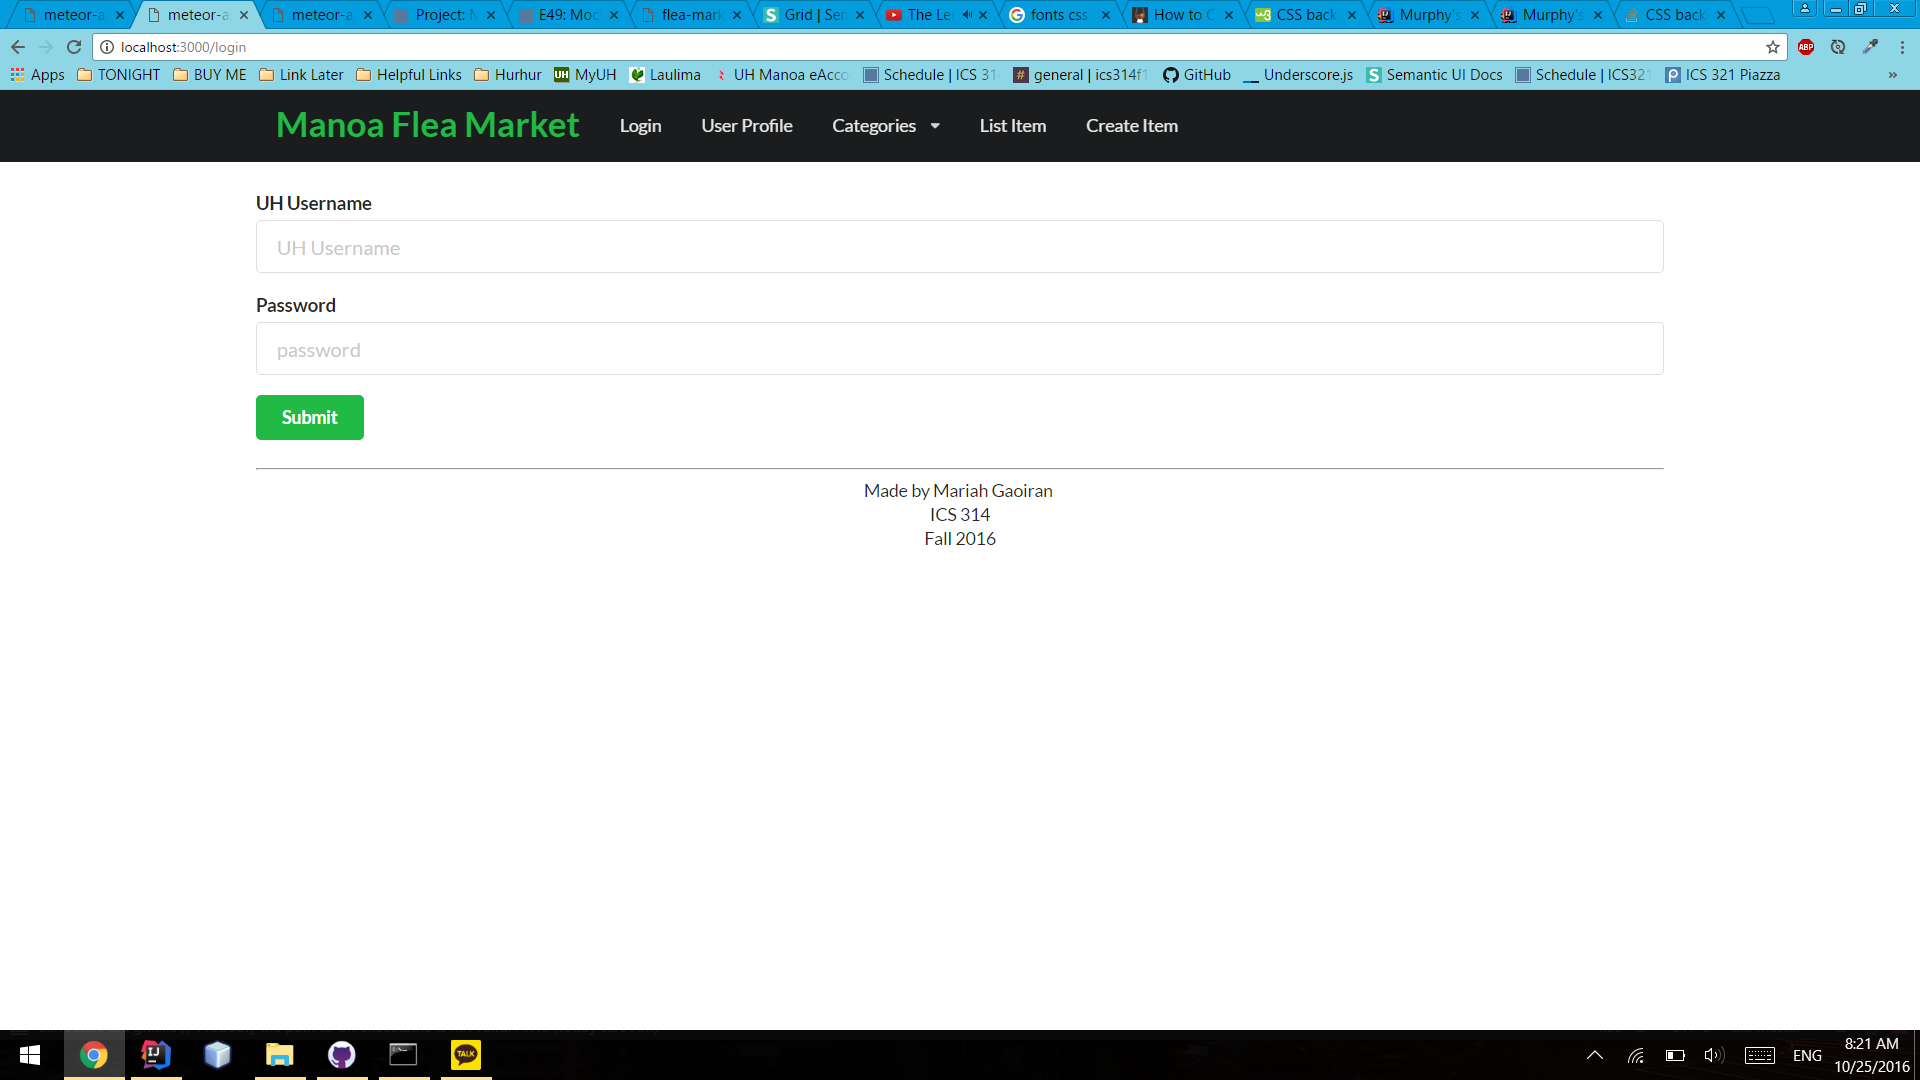 meteor-a meteor-a meteor-a Project: M E49: Moc flea-mark Grid | Sem The Le fonts css How to C CSS back Murphy's Murphy's CSS back
localhost:3000/login
Apps TONIGHT BUY ME Link Later Helpful Links Hurhur MyUH Laulima UH Manoa eAcco Schedule | ICS 31 general | ics314f1 GitHub Underscore.js Semantic UI Docs Schedule | ICS321 ICS 321 Piazza »
Manoa Flea Market Login User Profile Categories List Item Create Item
UH Username
UH Username
Password
password
Submit
Made by Mariah Gaoiran
ICS 314
Fall 2016
ENG 8:21 AM
10/25/2016